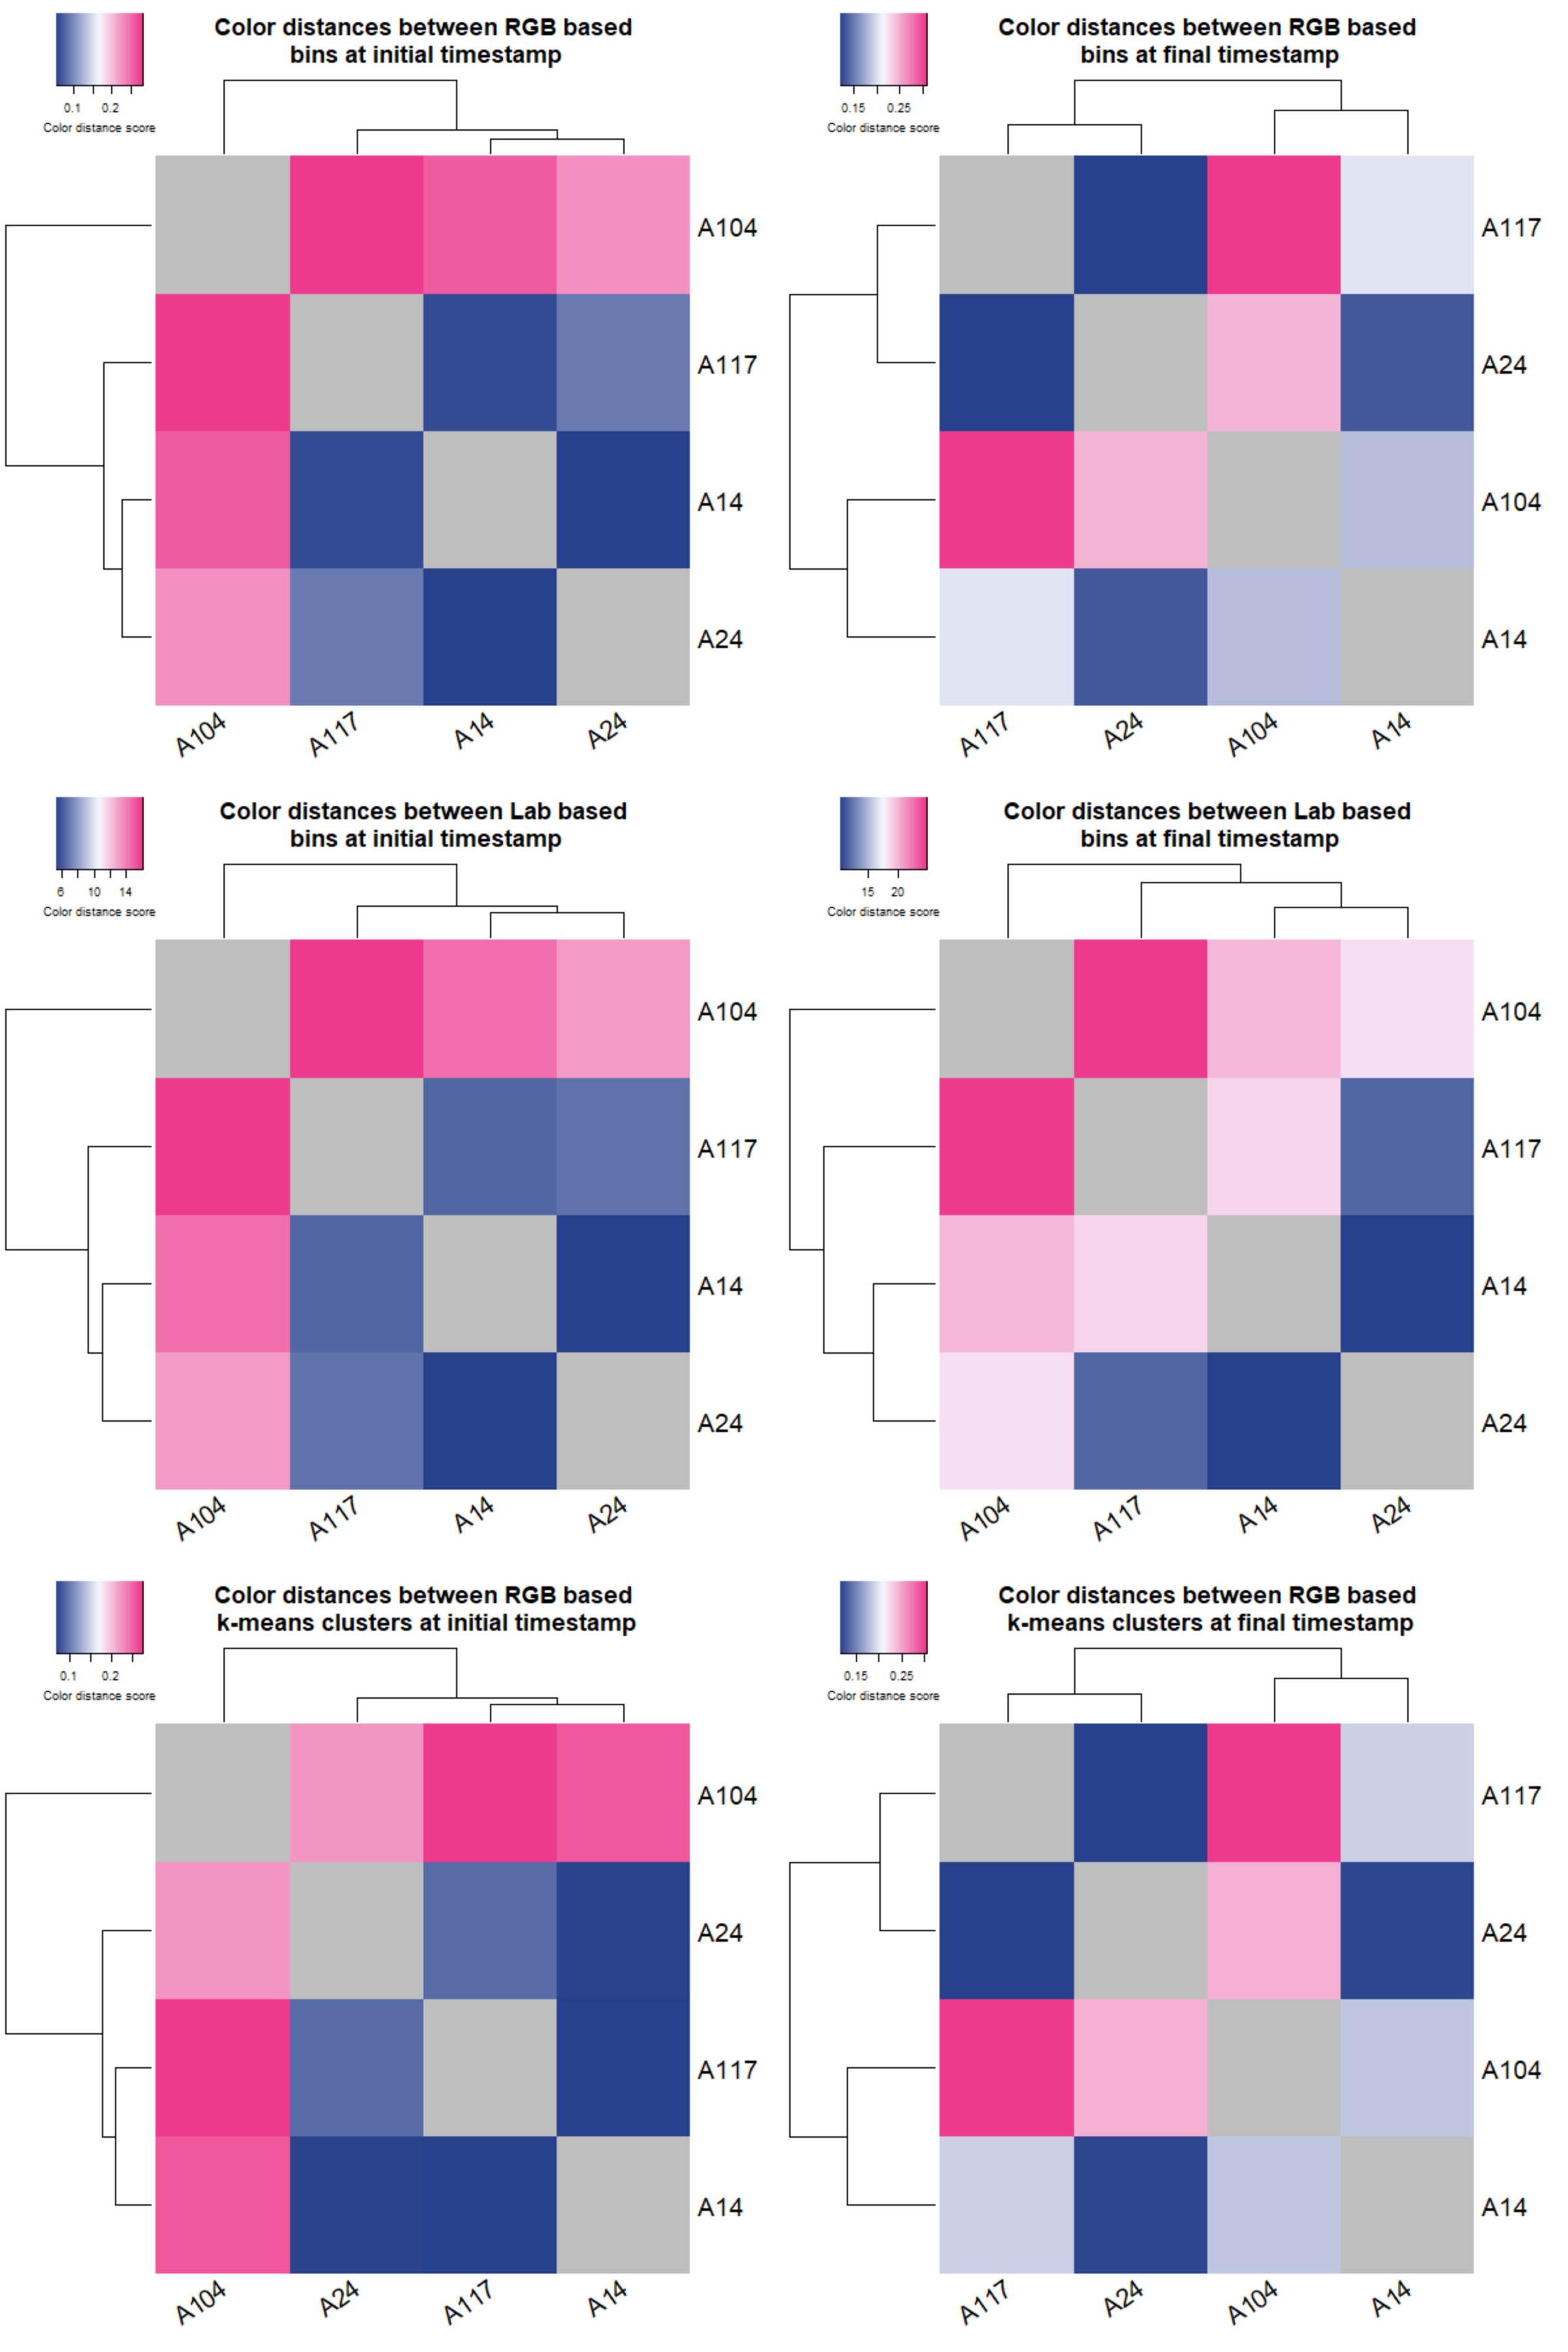 Color distances between RGB based
bins at initial timestamp
0.1 0.2
Color distance score
A104
A117
A14
A24
A104 A117 A14 A24
Color distances between RGB based
bins at final timestamp
0.15 0.25
Color distance score
A117
A24
A104
A14
A117 A24 A104 A14
Color distances between Lab based
bins at initial timestamp
6 10 14
Color distance score
A104
A117
A14
A24
A104 A117 A14 A24
Color distances between Lab based
bins at final timestamp
15 20
Color distance score
A104
A117
A14
A24
A104 A117 A14 A24
Color distances between RGB based
k-means clusters at initial timestamp
0.1 0.2
Color distance score
A104
A24
A117
A14
A104 A24 A117 A14
Color distances between RGB based
k-means clusters at final timestamp
0.15 0.25
Color distance score
A117
A24
A104
A14
A117 A24 A104 A14